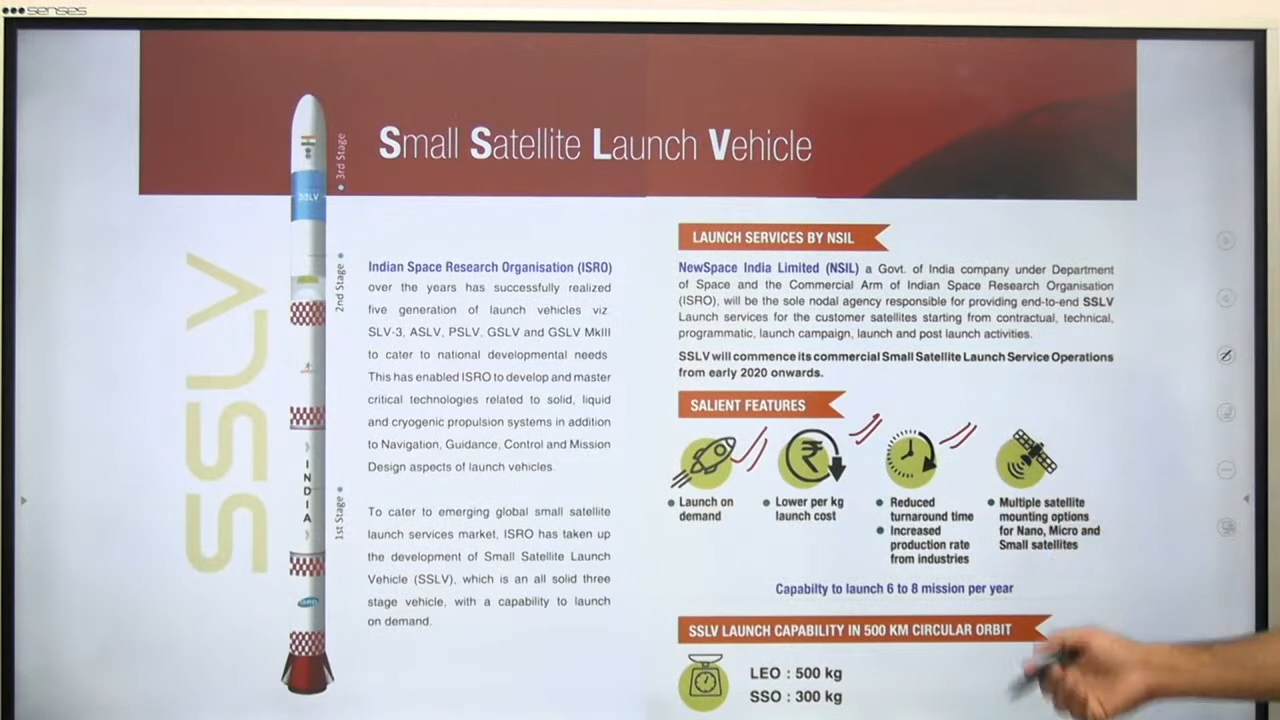 senses
Small Satellite Launch Vehicle
3rd Stage
SSLV
2nd Stage
1st Stage
INDIA
isro
SSLV
Indian Space Research Organisation (ISRO)
over the years has successfully realized
five generation of launch vehicles viz.
SLV-3, ASLV, PSLV, GSLV and GSLV MkIII
to cater to national developmental needs.
This has enabled ISRO to develop and master
critical technologies related to solid, liquid
and cryogenic propulsion systems in addition
to Navigation, Guidance, Control and Mission
Design aspects of launch vehicles.
To cater to emerging global small satellite
launch services market, ISRO has taken up
the development of Small Satellite Launch
Vehicle (SSLV), which is an all solid three
stage vehicle, with a capability to launch
on demand.
LAUNCH SERVICES BY NSIL
NewSpace India Limited (NSIL) a Govt. of India company under Department
of Space and the Commercial Arm of Indian Space Research Organisation
(ISRO), will be the sole nodal agency responsible for providing end-to-end SSLV
Launch services for the customer satellites starting from contractual, technical,
programmatic, launch campaign, launch and post launch activities.
SSLV will commence its commercial Small Satellite Launch Service Operations
from early 2020 onwards.
SALIENT FEATURES
₹
• Launch on
demand
• Lower per kg
launch cost
• Reduced
turnaround time
• Increased
production rate
from industries
• Multiple satellite
mounting options
for Nano, Micro and
Small satellites
Capabilty to launch 6 to 8 mission per year
SSLV LAUNCH CAPABILITY IN 500 KM CIRCULAR ORBIT
LEO : 500 kg
SSO : 300 kg